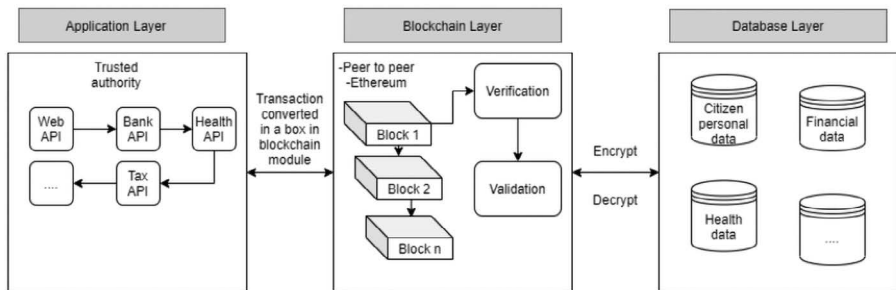 Application Layer
Blockchain Layer
Database Layer
Trusted
authority
Web
API
Bank
API
Health
API
....
Tax
API
Transaction
converted
in a box in
blockchain
module
-Peer to peer
-Ethereum
Block 1
Block 2
Block n
Verification
Validation
Encrypt
Decrypt
Citizen
personal
data
Financial
data
Health
data
....